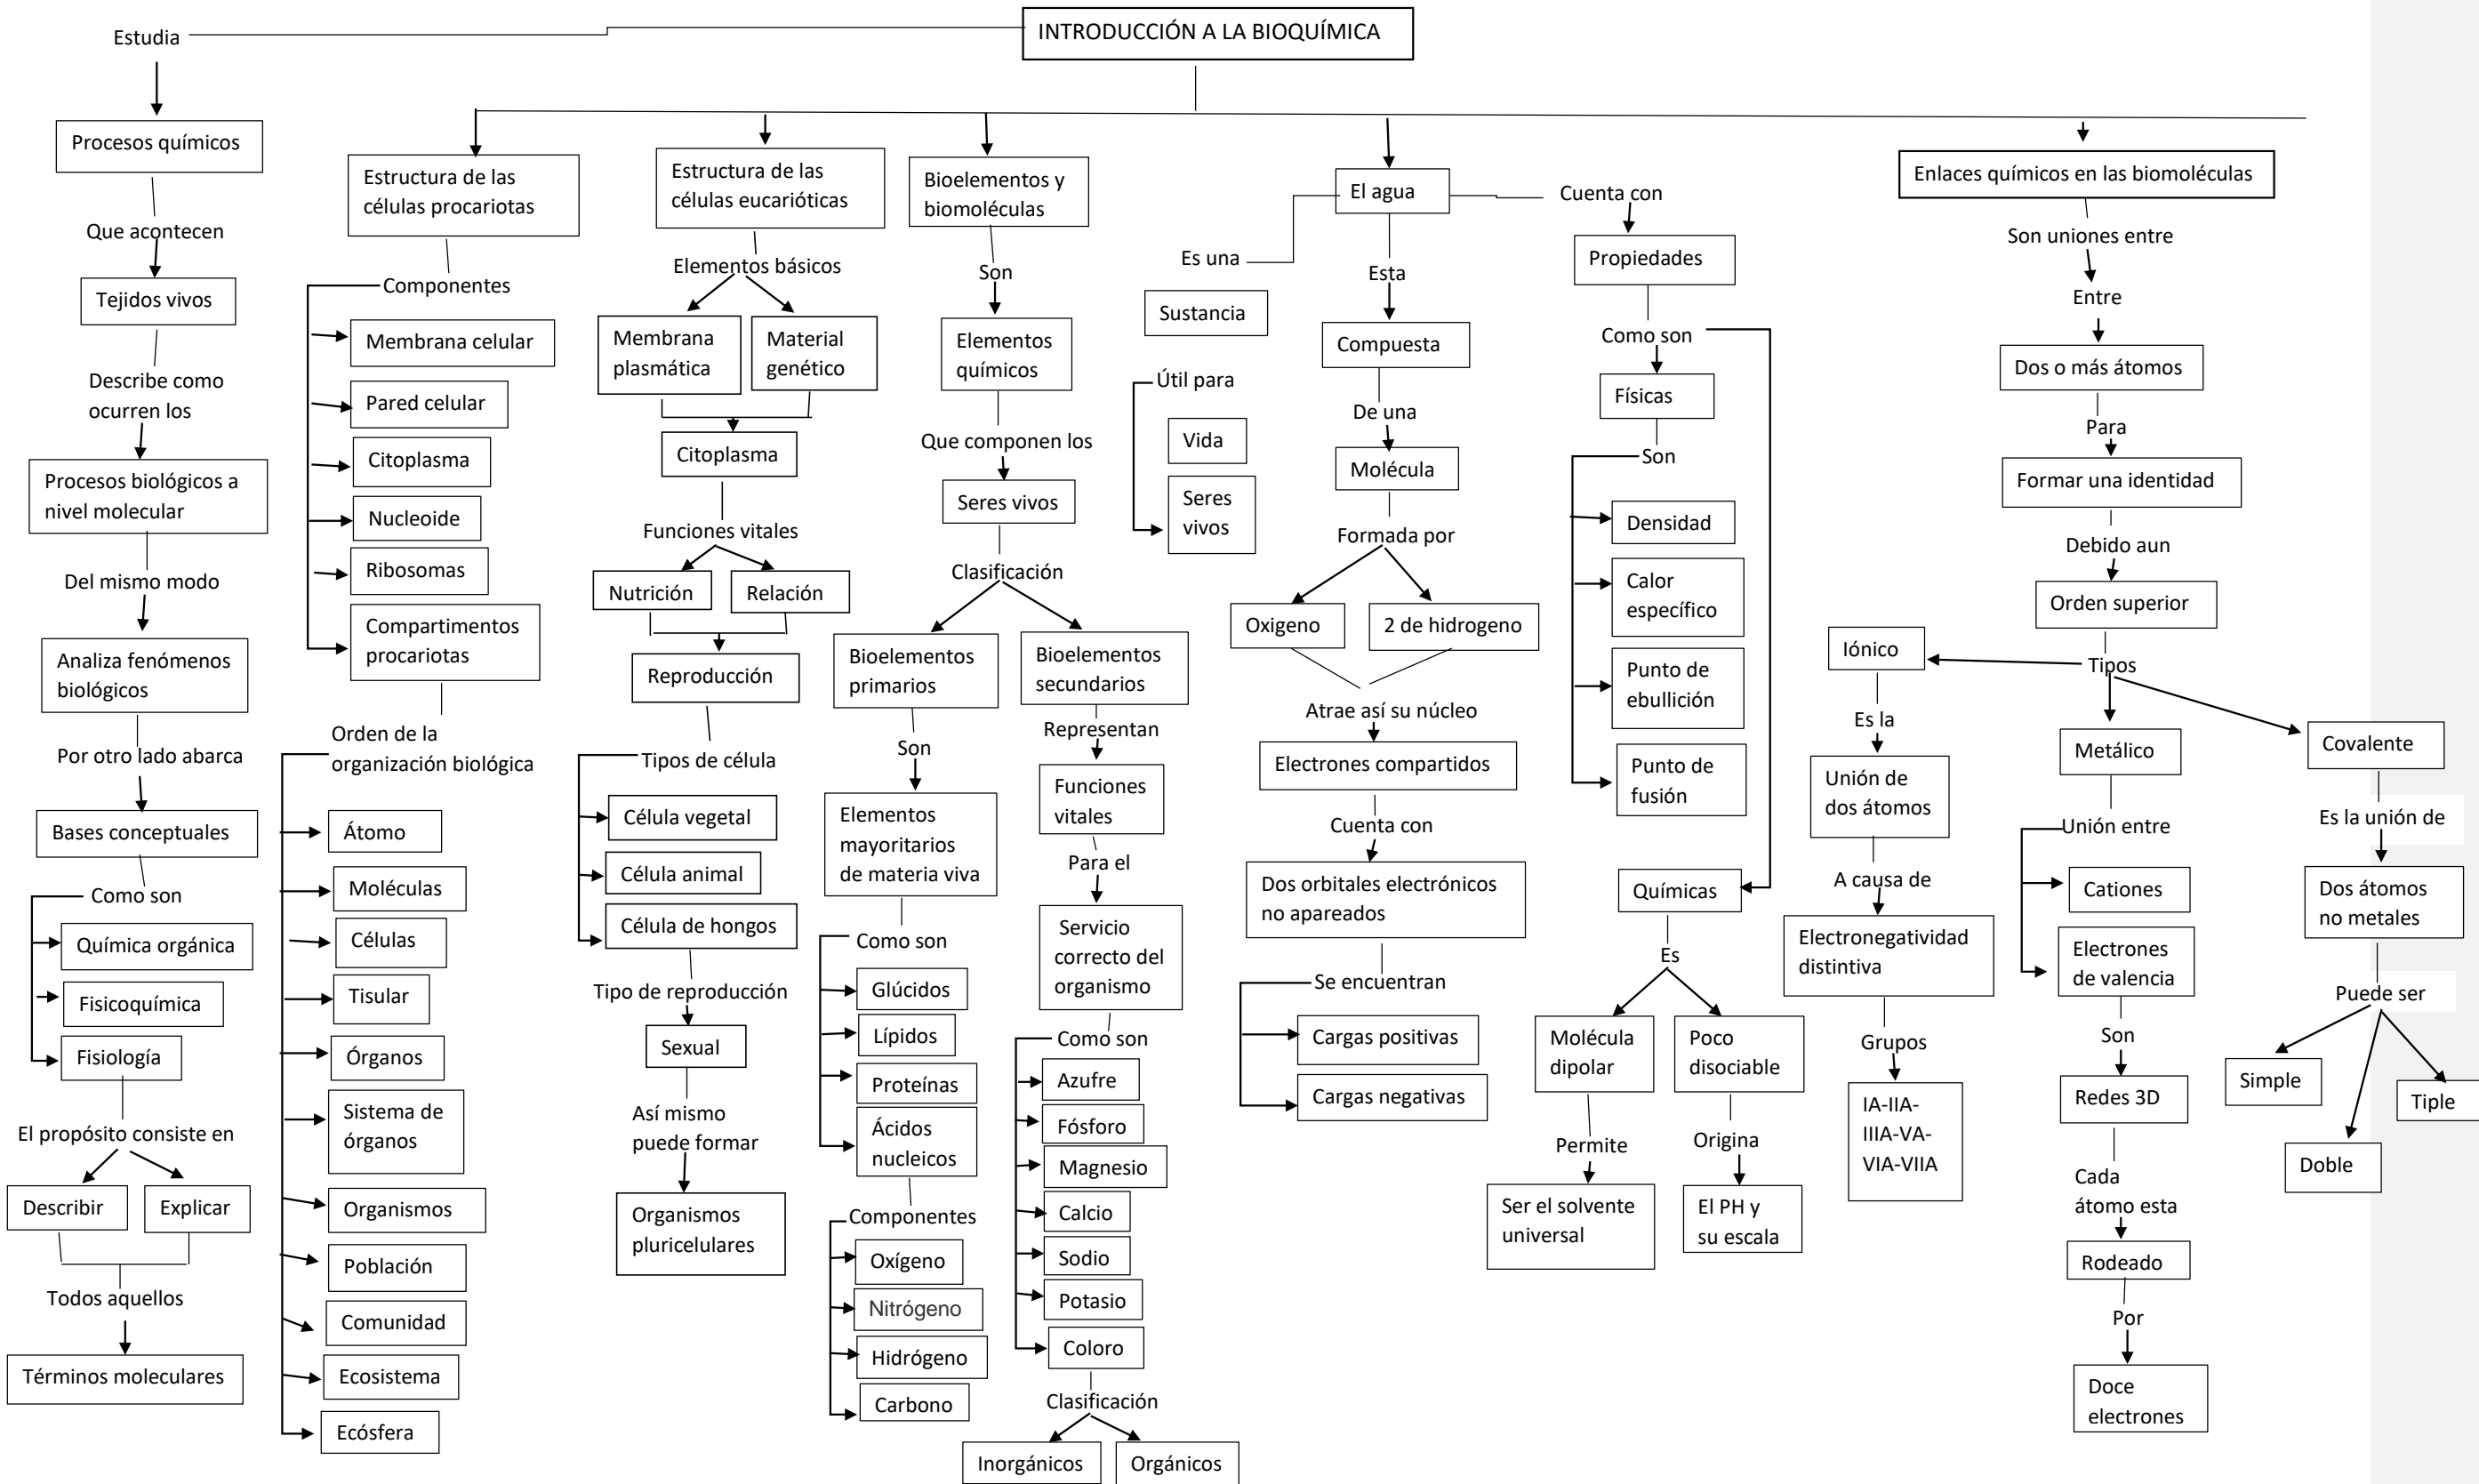 INTRODUCCIÓN A LA BIOQUÍMICA
Estudia
Procesos químicos
Que acontecen
Tejidos vivos
Describe como
ocurren los
Procesos biológicos a
nivel molecular
Del mismo modo
Analiza fenómenos
biológicos
Por otro lado abarca
Bases conceptuales
Como son
Química orgánica
Fisicoquímica
Fisiología
El propósito consiste en
Describir
Explicar
Todos aquellos
Términos moleculares
Estructura de las
células procariotas
Componentes
Membrana celular
Pared celular
Citoplasma
Nucleoide
Ribosomas
Compartimentos
procariotas
Orden de la
organización biológica
Átomo
Moléculas
Células
Tisular
Órganos
Sistema de
órganos
Organismos
Población
Comunidad
Ecosistema
Ecósfera
Estructura de las
células eucarióticas
Elementos básicos
Membrana
plasmática
Material
genético
Citoplasma
Funciones vitales
Nutrición
Relación
Reproducción
Tipos de célula
Célula vegetal
Célula animal
Célula de hongos
Tipo de reproducción
Sexual
Así mismo
puede formar
Organismos
pluricelulares
Bioelementos y
biomoléculas
Son
Elementos
químicos
Que componen los
Seres vivos
Clasificación
Bioelementos
primarios
Son
Elementos
mayoritarios
de materia viva
Como son
Glúcidos
Lípidos
Proteínas
Ácidos
nucleicos
Componentes
Oxígeno
Nitrógeno
Hidrógeno
Carbono
Bioelementos
secundarios
Representan
Funciones
vitales
Para el
Servicio
correcto del
organismo
Como son
Azufre
Fósforo
Magnesio
Calcio
Sodio
Potasio
Coloro
Clasificación
Inorgánicos
Orgánicos
El agua
Es una
Sustancia
Útil para
Vida
Seres
vivos
Esta
Compuesta
De una
Molécula
Formada por
Oxigeno
2 de hidrogeno
Atrae así su núcleo
Electrones compartidos
Cuenta con
Dos orbitales electrónicos
no apareados
Se encuentran
Cargas positivas
Cargas negativas
Cuenta con
Propiedades
Como son
Físicas
Son
Densidad
Calor
específico
Punto de
ebullición
Punto de
fusión
Químicas
Es
Molécula
dipolar
Permite
Ser el solvente
universal
Poco
disociable
Origina
El PH y
su escala
Enlaces químicos en las biomoléculas
Son uniones entre
Entre
Dos o más átomos
Para
Formar una identidad
Debido aun
Orden superior
Tipos
Iónico
Es la
Unión de
dos átomos
A causa de
Electronegatividad
distintiva
Grupos
IA-IIA-
IIIA-VA-
VIA-VIIA
Metálico
Unión entre
Cationes
Electrones
de valencia
Son
Redes 3D
Cada
átomo esta
Rodeado
Por
Doce
electrones
Covalente
Es la unión de
Dos átomos
no metales
Puede ser
Simple
Doble
Tiple